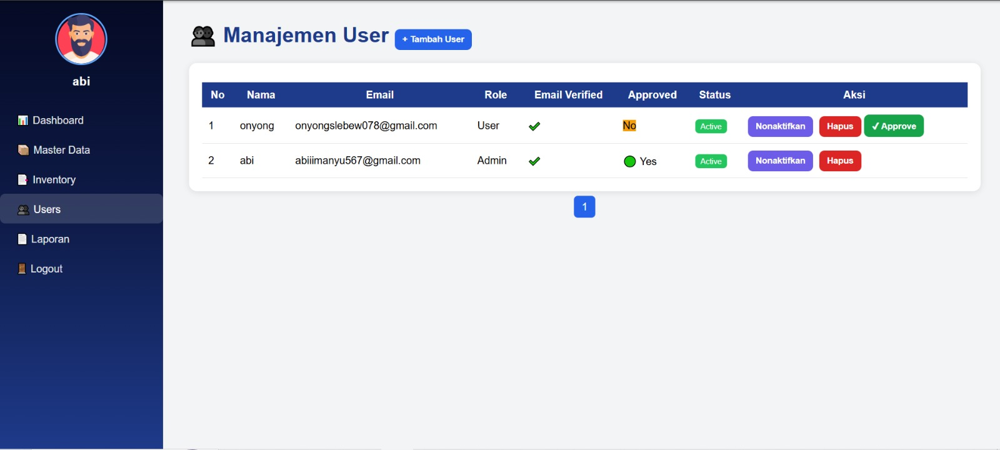 abi
📊 Dashboard
📦 Master Data
📑 Inventory
👥 Users
📄 Laporan
🚪 Logout
👥 Manajemen User + Tambah User
No Nama Email Role Email Verified Approved Status Aksi
1 onyong onyongslebew078@gmail.com User ✔ No Active Nonaktifkan Hapus ✓ Approve
2 abi abiiimanyu567@gmail.com Admin ✔ 🟢 Yes Active Nonaktifkan Hapus
1